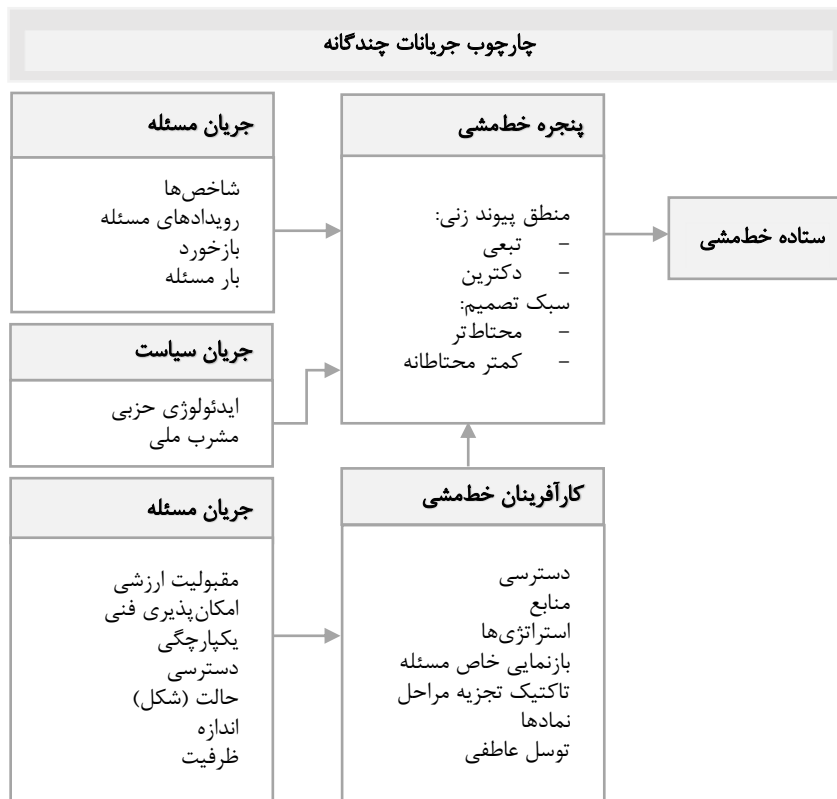 چارچوب جریانات چندگانه
جریان مسئله
شاخص‌ها
رویدادهای مسئله
بازخورد
بار مسئله
جریان سیاست
ایدئولوژی حزبی
مشرب ملی
جریان مسئله
مقبولیت ارزشی
امکان‌پذیری فنی
یکپارچگی
دسترسی
حالت (شکل)
اندازه
ظرفیت
پنجره خط‌مشی
منطق پیوند زنی:
- تبعی
- دکترین
سبک تصمیم:
- محتاط‌تر
- کمتر محتاطانه
کارآفرینان خط‌مشی
دسترسی
منابع
استراتژی‌ها
بازنمایی خاص مسئله
تاکتیک تجزیه مراحل
نمادها
توسل عاطفی
ستاده خط‌مشی